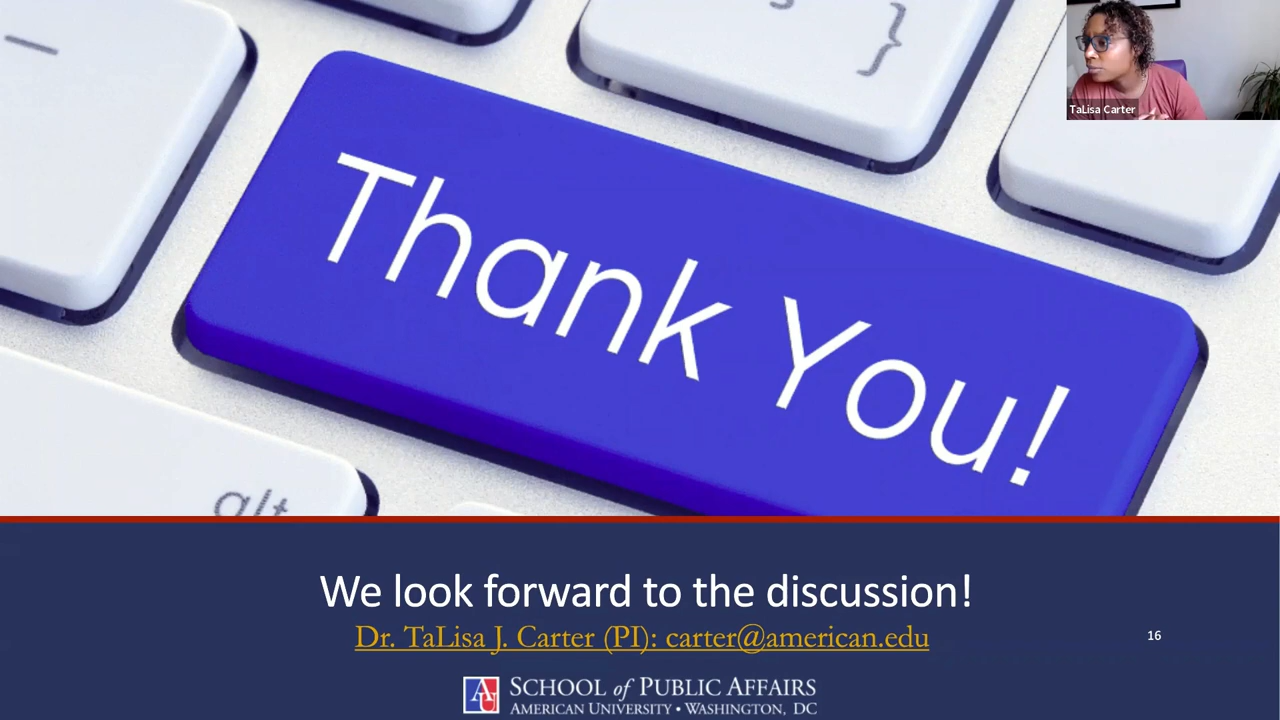 }
TaLisa Carter
Thank You!
alt
We look forward to the discussion!
Dr. TaLisa J. Carter (PI): carter@american.edu
16
AU SCHOOL of PUBLIC AFFAIRS
AMERICAN UNIVERSITY • WASHINGTON, DC